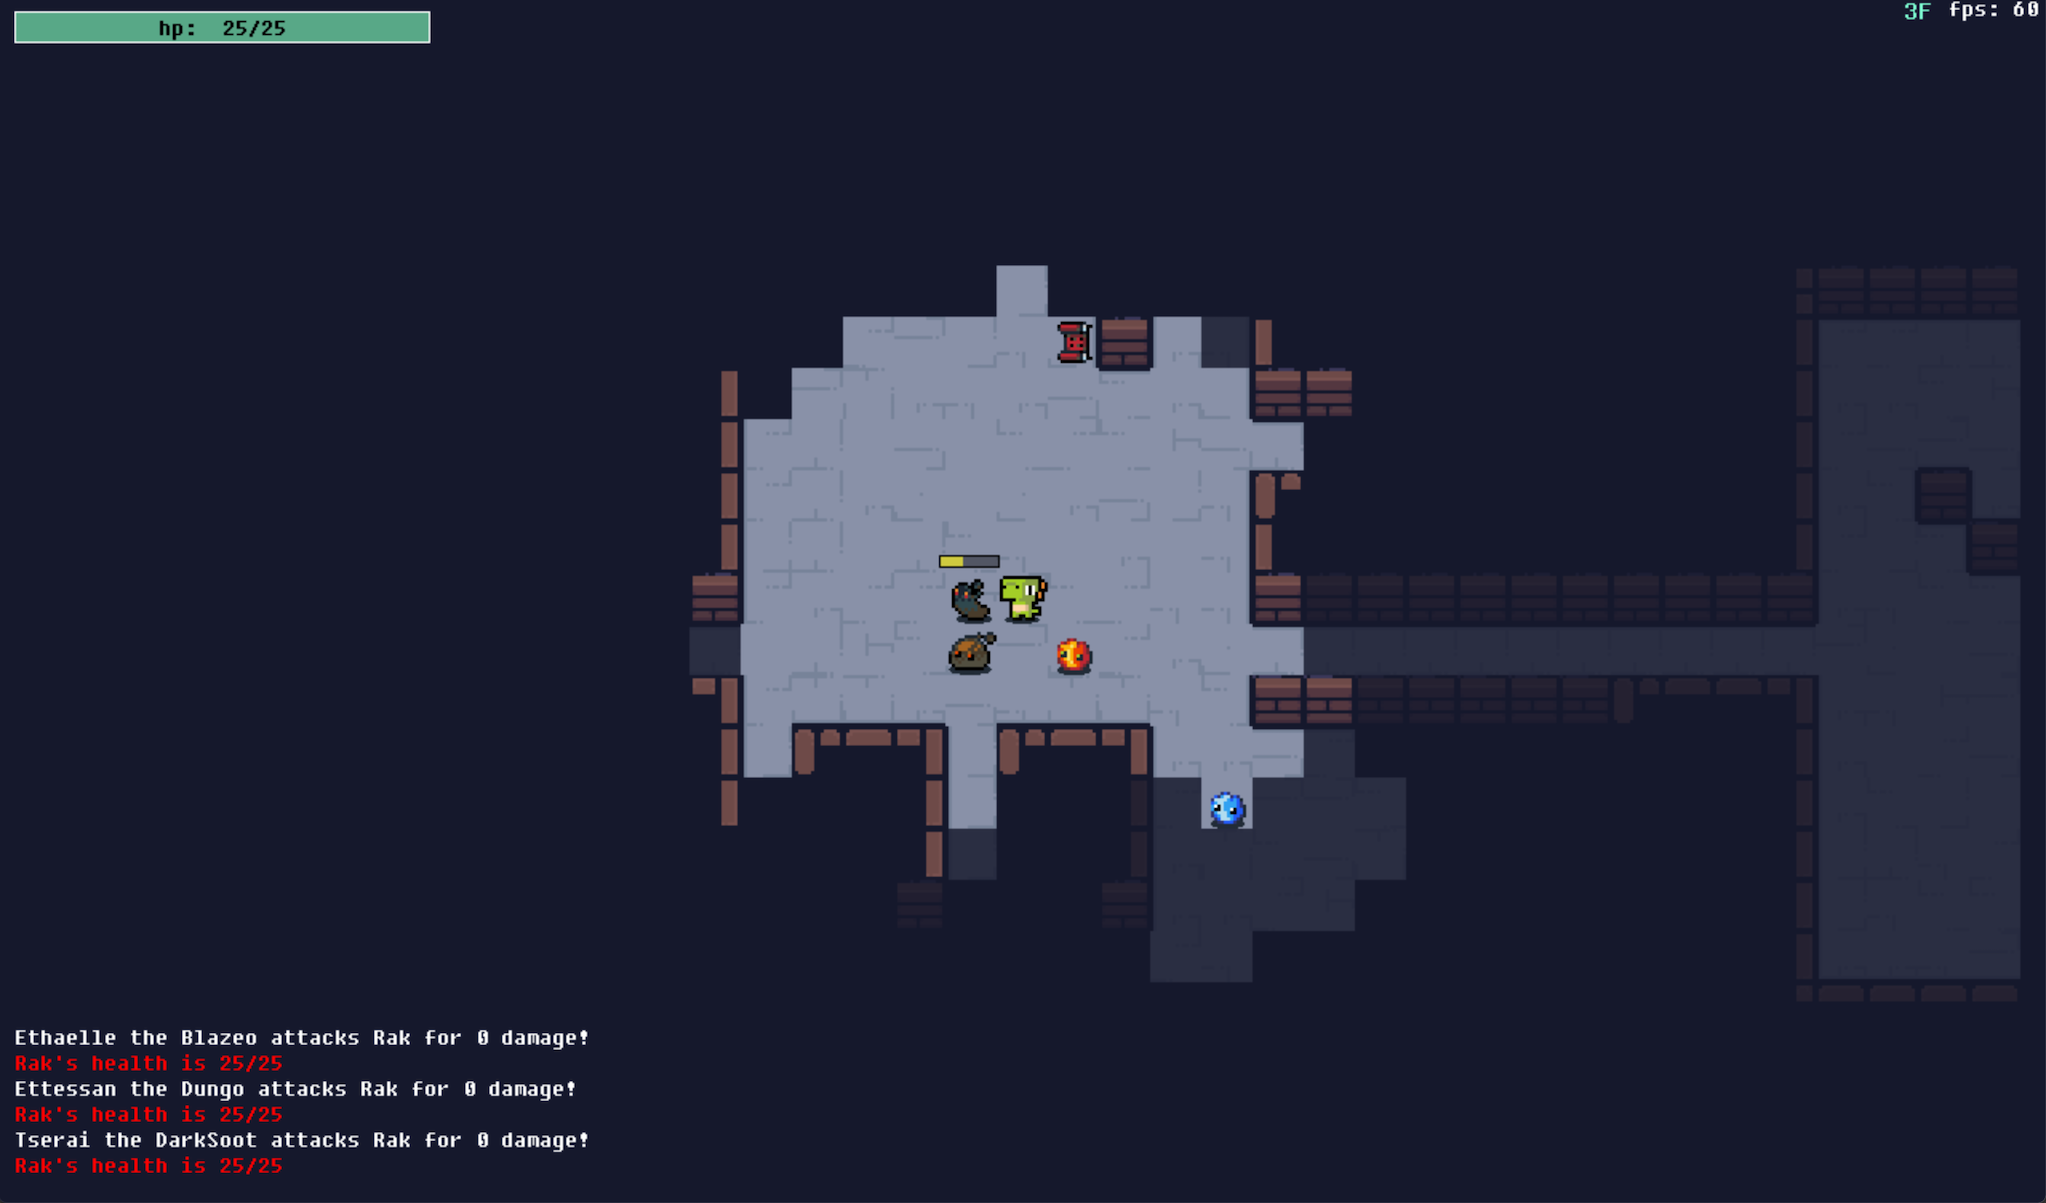 hp: 25/25
3F fps: 60
Ethaelle the Blazeo attacks Rak for 0 damage!
Rak's health is 25/25
Ettessan the Dungo attacks Rak for 0 damage!
Rak's health is 25/25
Tserai the DarkSoot attacks Rak for 0 damage!
Rak's health is 25/25